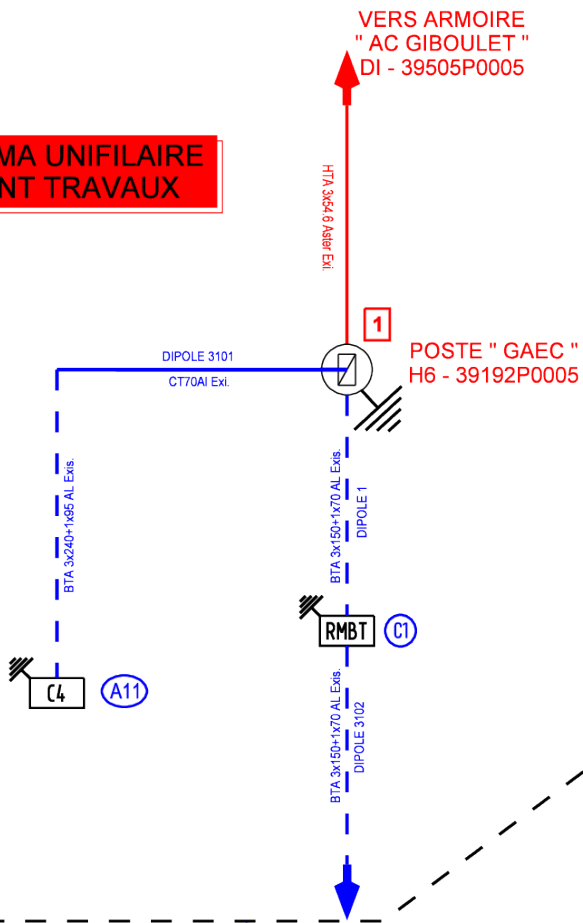 VERS ARMOIRE
" AC GIBOULET "
DI - 39505P0005
MA UNIFILAIRE
NT TRAVAUX
HTA 3x54.6 Aster Exi.
1
POSTE " GAEC "
H6 - 39192P0005
DIPOLE 3101
CT70Al Exi.
BTA 3x240+1x95 AL Exis.
BTA 3x150+1x70 AL Exis.
DIPOLE 1
RMBT
C1
C4
A11
BTA 3x150+1x70 AL Exis.
DIPOLE 3102